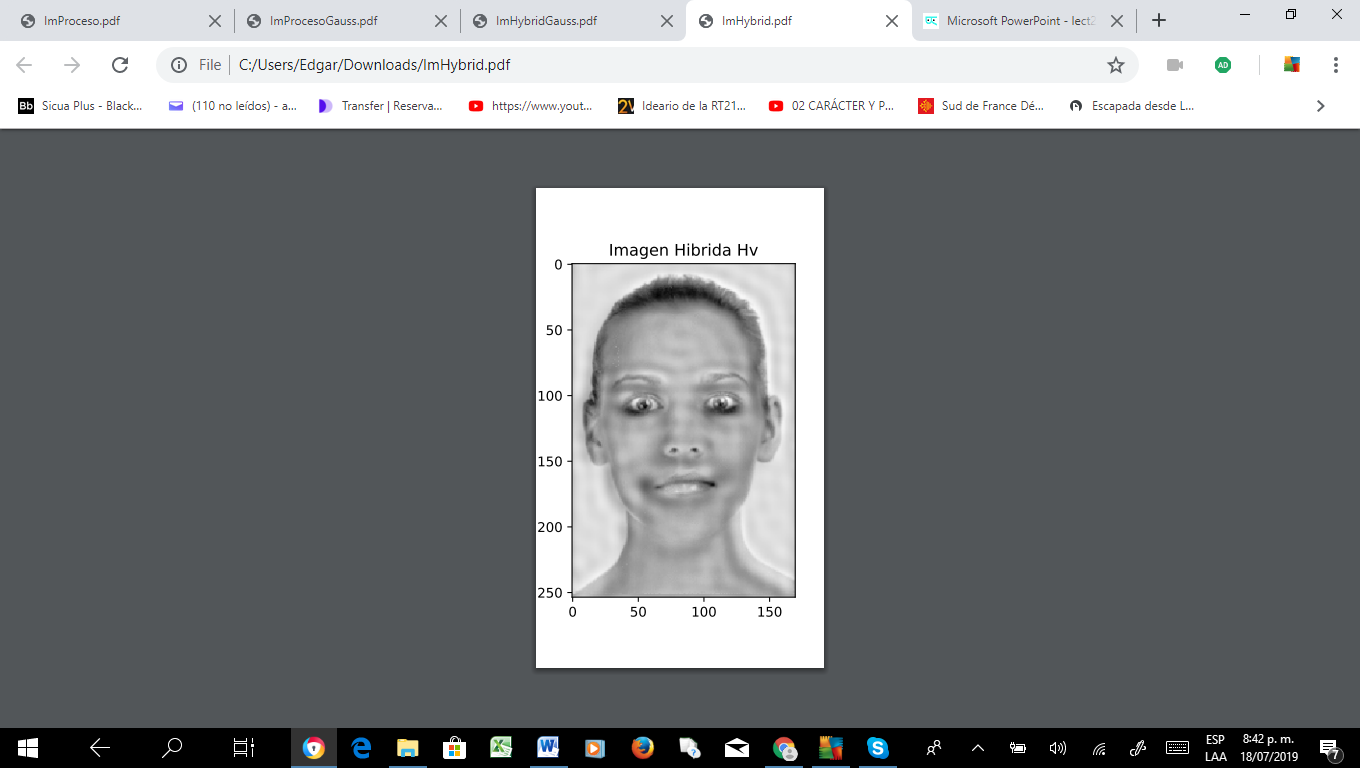 ImProceso.pdf
ImProcesoGauss.pdf
ImHybridGauss.pdf
ImHybrid.pdf
Microsoft PowerPoint - lect2
File
C:/Users/Edgar/Downloads/ImHybrid.pdf
AD
Bb
Sicua Plus - Black...
(110 no leídos) - a...
Transfer | Reserva...
https://www.yout...
Ideario de la RT21...
02 CARÁCTER Y P...
Sud de France Dé...
Escapada desde L...
Imagen Hibrida Hv
0
50
100
150
200
250
0 50 100 150
ESP
LAA
8:42 p. m.
18/07/2019
7